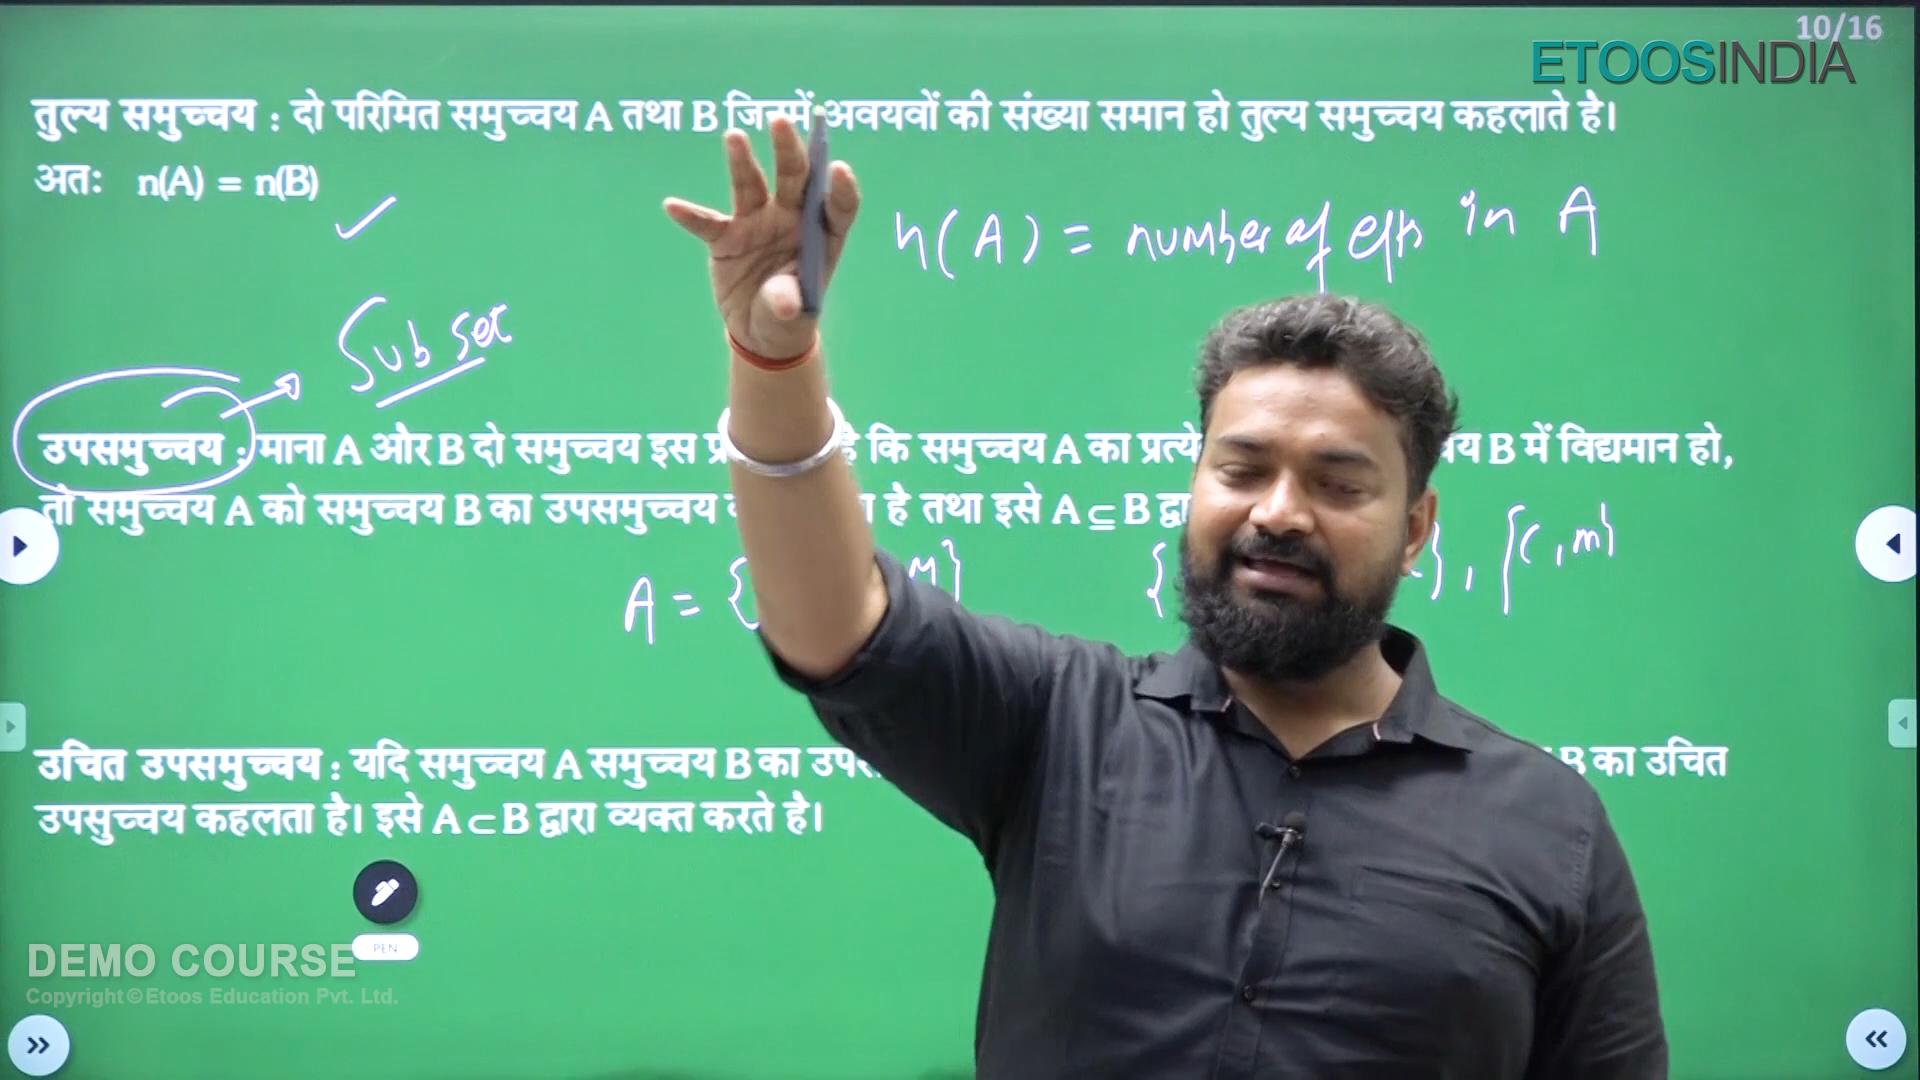 10/16
ETOOSINDIA
तुल्य समुच्चय : दो परिमित समुच्चय A तथा B जिनमें अवयवों की संख्या समान हो तुल्य समुच्चय कहलाते है।
अतः n(A) = n(B)
n(A) = number of in A
Sub set
उपसमुच्चय : माना A और B दो समुच्चय इस है कि समुच्चय A का B में विद्यमान हो,
तो समुच्चय A को समुच्चय B का उपसमुच्चय है तथा इसे A ⊆ B
A = { M} { }, {C, m}
उचित उपसमुच्चय : यदि समुच्चय A समुच्चय B का B का उचित
उपसुच्चय कहलता है। इसे A ⊂ B द्वारा व्यक्त करते है।
PEN
DEMO COURSE
Copyright © Etoos Education Pvt. Ltd.